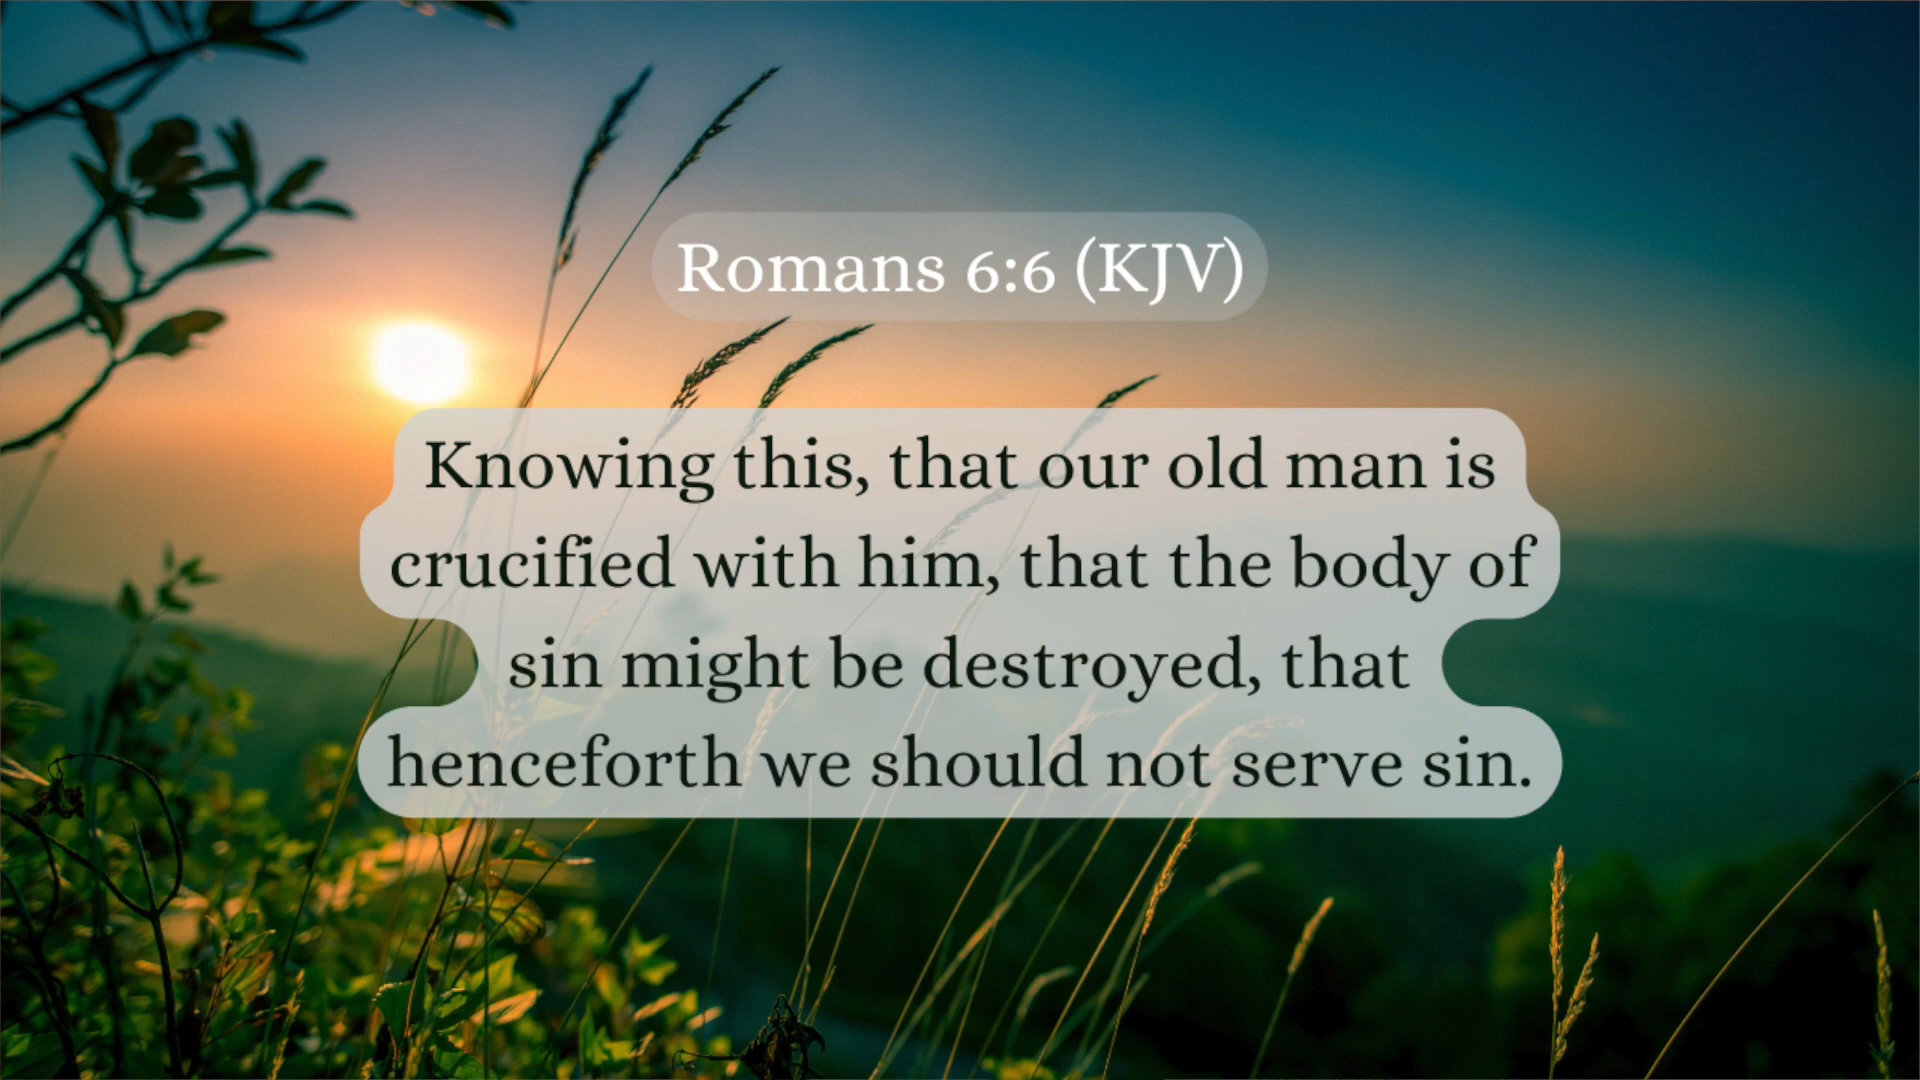 Romans 6:6 (KJV)
Knowing this, that our old man is
crucified with him, that the body of
sin might be destroyed, that
henceforth we should not serve sin.